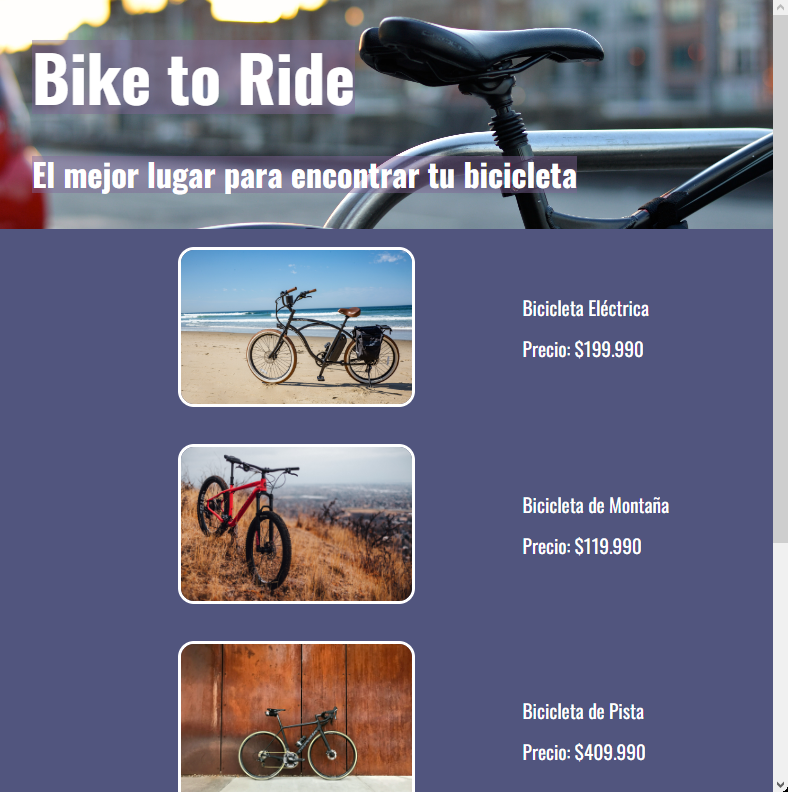 Bike to Ride
El mejor lugar para encontrar tu bicicleta
Bicicleta Eléctrica
Precio: $199.990
Bicicleta de Montaña
Precio: $119.990
Bicicleta de Pista
Precio: $409.990